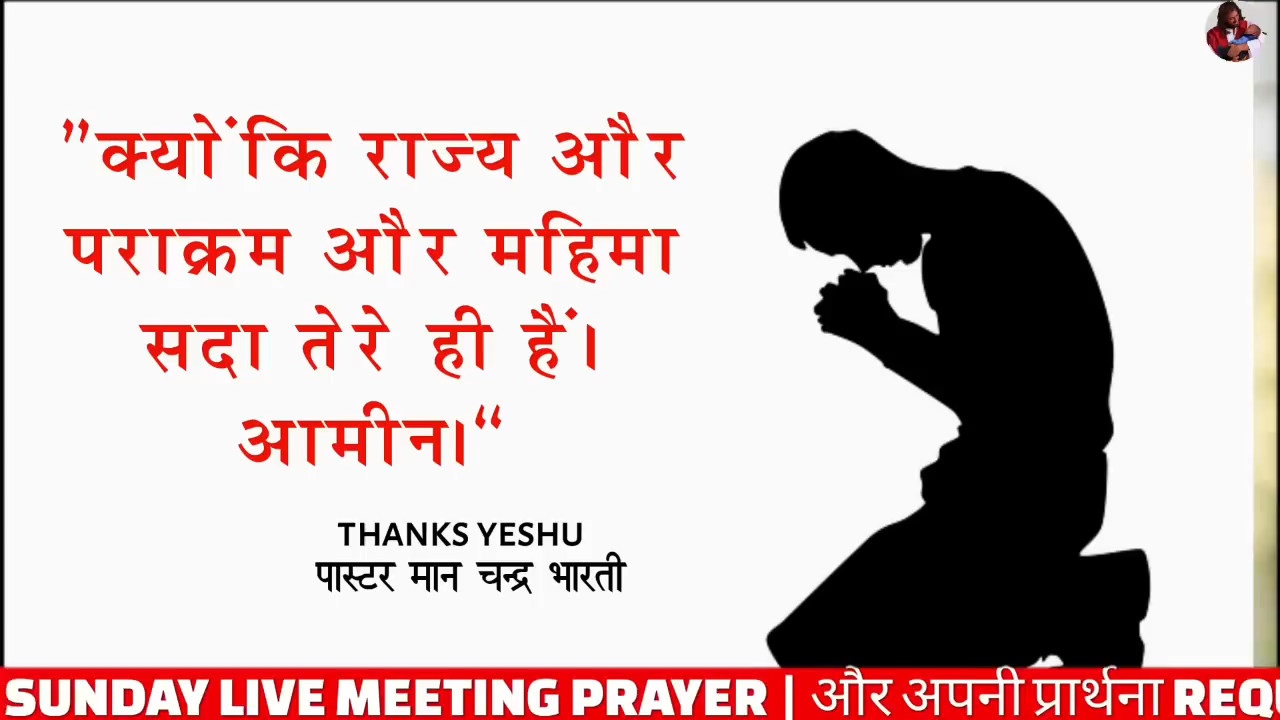 "क्योंकि राज्य और
पराक्रम और महिमा
सदा तेरे ही हैं।
आमीन।“
THANKS YESHU
पास्टर मान चन्द्र भारती
SUNDAY LIVE MEETING PRAYER | और अपनी प्रार्थना REQ